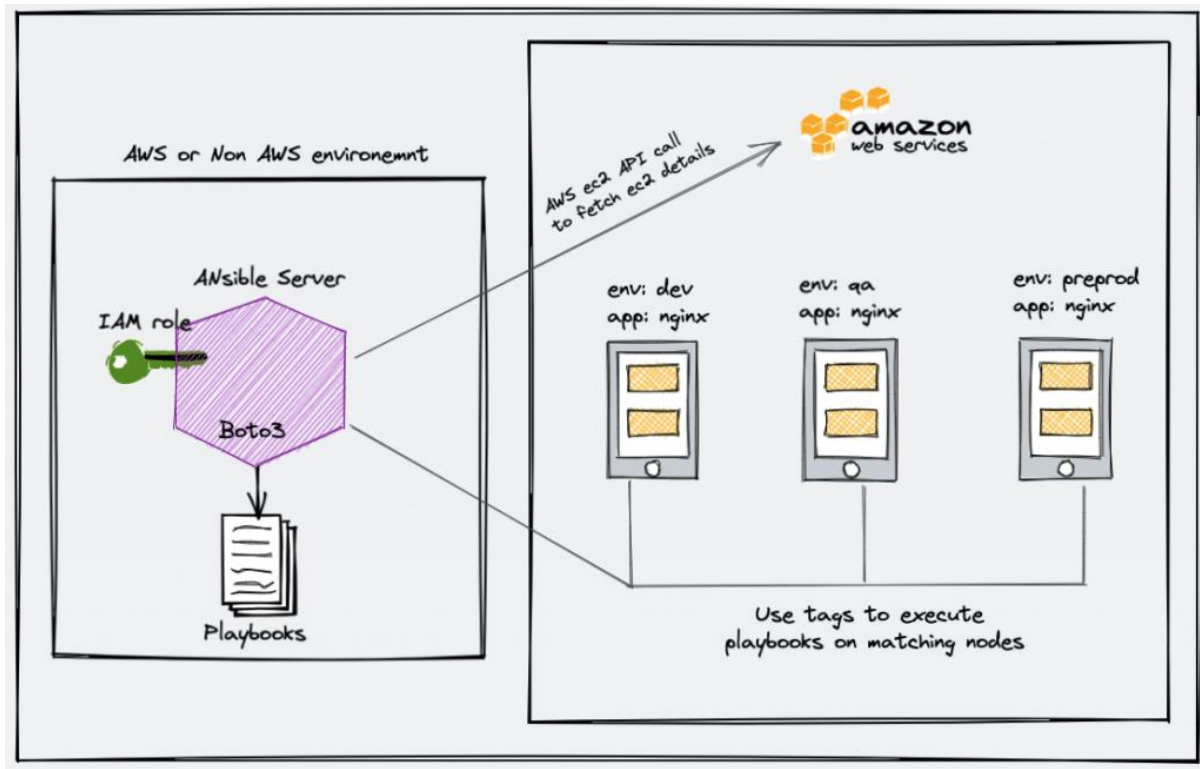 AWS or Non AWS environemnt
ANsible Server
IAM role
Boto3
Playbooks
amazon
web services
AWS ec2 API call
to fetch ec2 details
env: dev
app: nginx
env: qa
app: nginx
env: preprod
app: nginx
Use tags to execute
playbooks on matching nodes